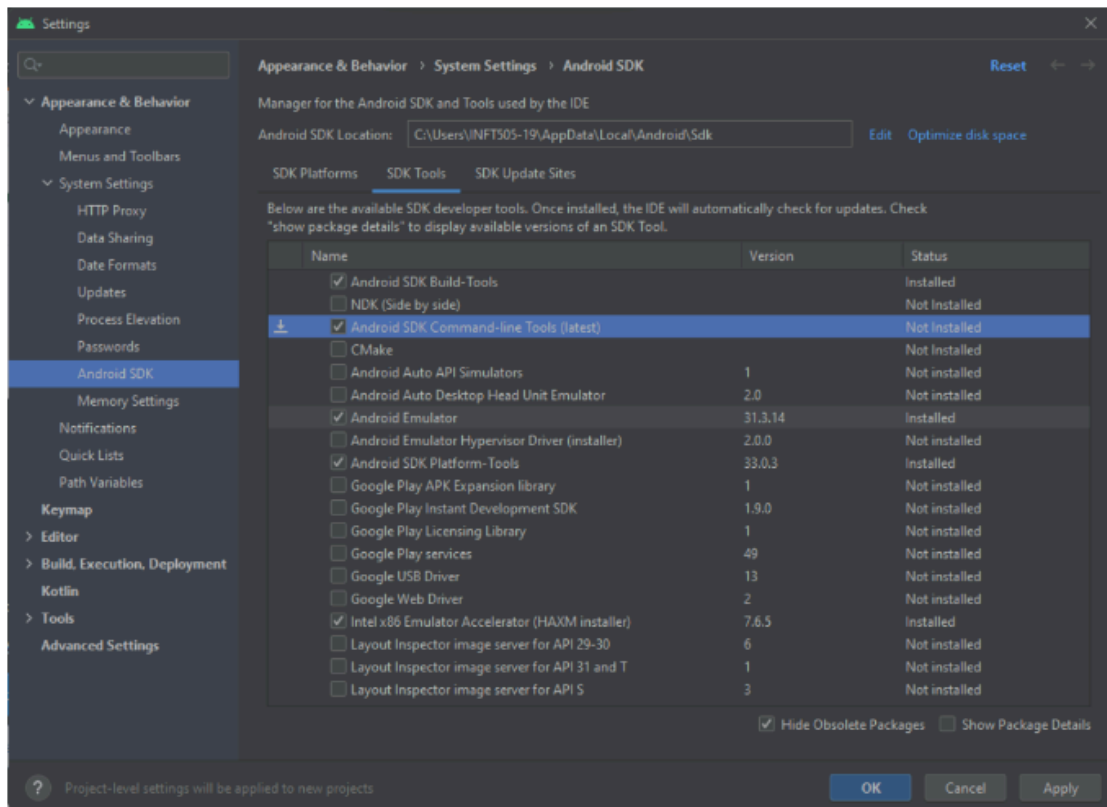 Settings
Appearance & Behavior
Appearance
Menus and Toolbars
System Settings
HTTP Proxy
Data Sharing
Date Formats
Updates
Process Elevation
Passwords
Android SDK
Memory Settings
Notifications
Quick Lists
Path Variables
Keymap
Editor
Build, Execution, Deployment
Kotlin
Tools
Advanced Settings
Appearance & Behavior > System Settings > Android SDK Reset
Manager for the Android SDK and Tools used by the IDE
Android SDK Location: C:\Users\INFT505-19\AppData\Local\Android\Sdk Edit Optimize disk space
SDK Platforms SDK Tools SDK Update Sites
Below are the available SDK developer tools. Once installed, the IDE will automatically check for updates. Check
"show package details" to display available versions of an SDK Tool.
Name Version Status
Android SDK Build-Tools Installed
NDK (Side by side) Not Installed
Android SDK Command-line Tools (latest) Not Installed
CMake Not Installed
Android Auto API Simulators 1 Not installed
Android Auto Desktop Head Unit Emulator 2.0 Not installed
Android Emulator 31.3.14 Installed
Android Emulator Hypervisor Driver (installer) 2.0.0 Not installed
Android SDK Platform-Tools 33.0.3 Installed
Google Play APK Expansion library 1 Not installed
Google Play Instant Development SDK 1.9.0 Not installed
Google Play Licensing Library 1 Not installed
Google Play services 49 Not installed
Google USB Driver 13 Not installed
Google Web Driver 2 Not installed
Intel x86 Emulator Accelerator (HAXM installer) 7.6.5 Installed
Layout Inspector image server for API 29-30 6 Not installed
Layout Inspector image server for API 31 and T 1 Not installed
Layout Inspector image server for API S 3 Not installed
Hide Obsolete Packages Show Package Details
? Project-level settings will be applied to new projects
OK Cancel Apply